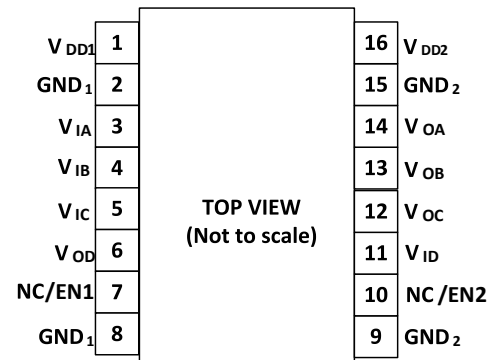 V DD1 1 16 V DD2
GND 1 2 15 GND 2
V IA 3 14 V OA
V IB 4 13 V OB
V IC 5 12 V OC
TOP VIEW
(Not to scale)
V OD 6 11 V ID
NC/EN1 7 10 NC /EN2
GND 1 8 9 GND 2